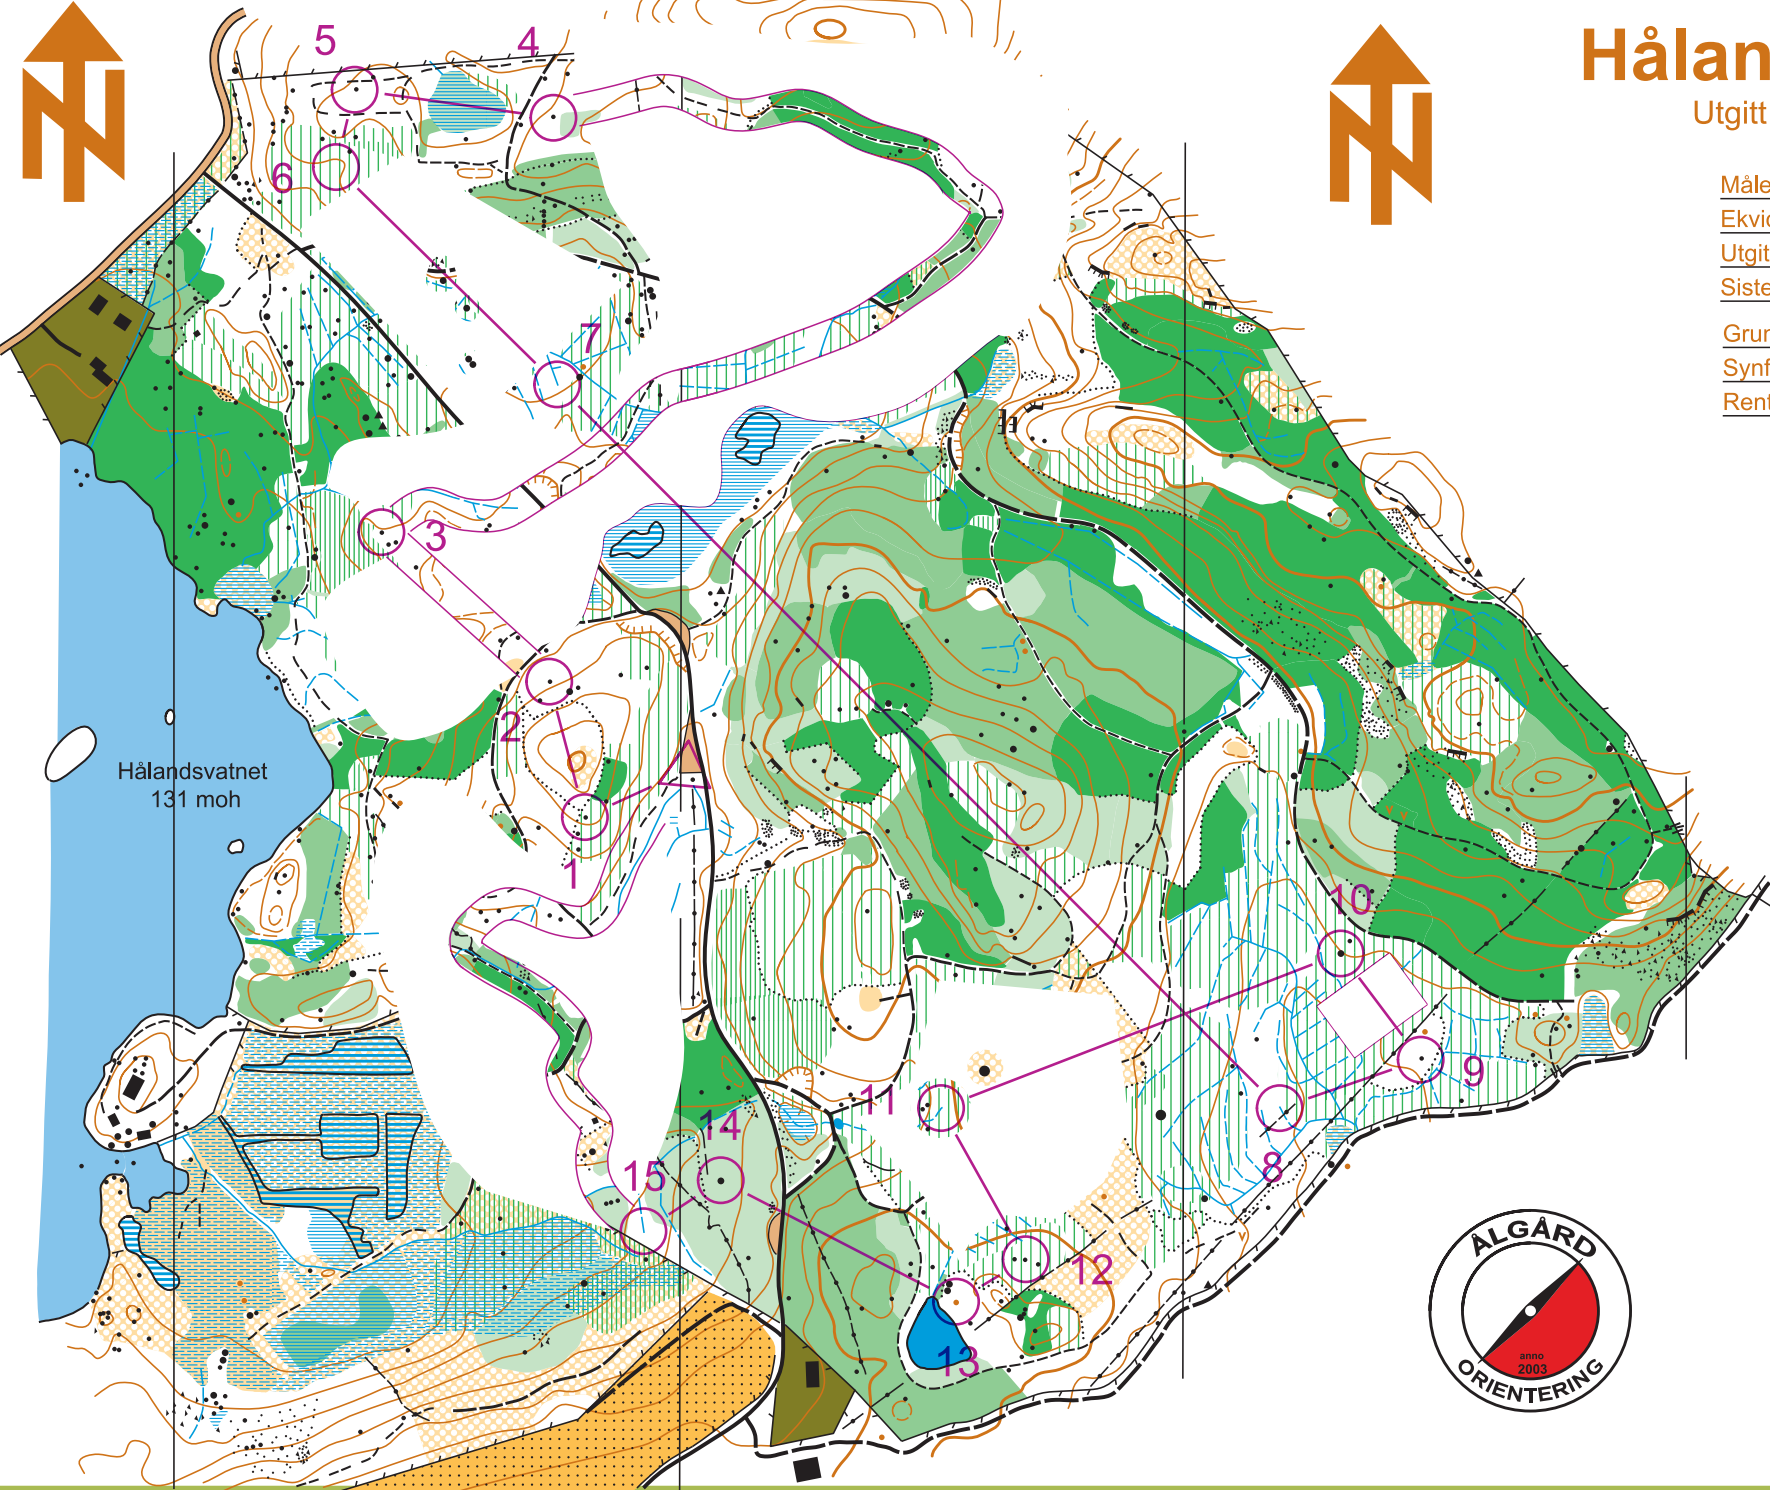 Hålan
Utgitt
Måle
Ekvid
Utgit
Siste
Grun
Synf
Rent
5
4
6
7
3
2
1
Hålandsvatnet
131 moh
10
9
11
8
14
15
12
13
ÅLGÅRD
anno
2003
ORIENTERING